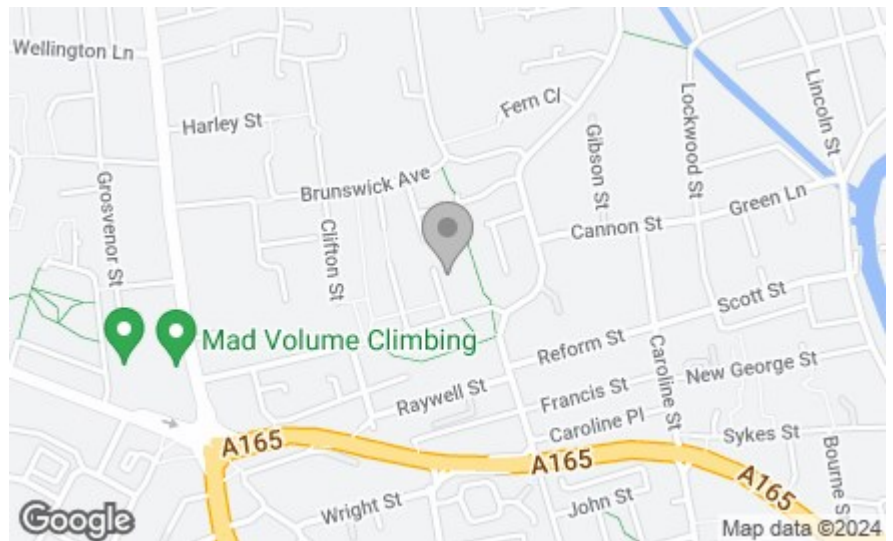 Wellington Ln
Harley St
Fern Cl
Lincoln St
Lockwood St
Gibson St
Brunswick Ave
Grosvenor St
Green Ln
Cannon St
Clifton St
Scott St
Mad Volume Climbing
Reform St
Caroline St
New George St
Francis St
Raywell St
Caroline Pl
Sykes St
A165
A165
A165
Bourne S
Wright St
John St
Google
Map data ©2024